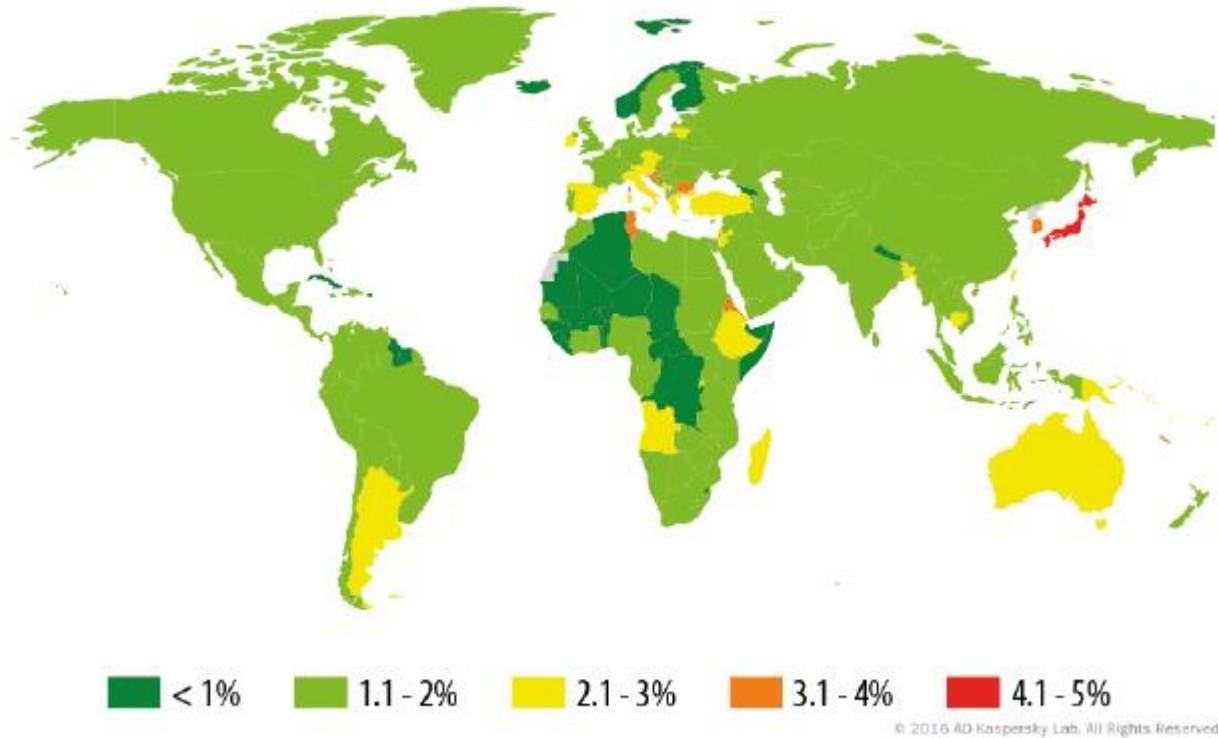 < 1%
1.1 - 2%
2.1 - 3%
3.1 - 4%
4.1 - 5%
© 2016 AO Kaspersky Lab. All Rights Reserved